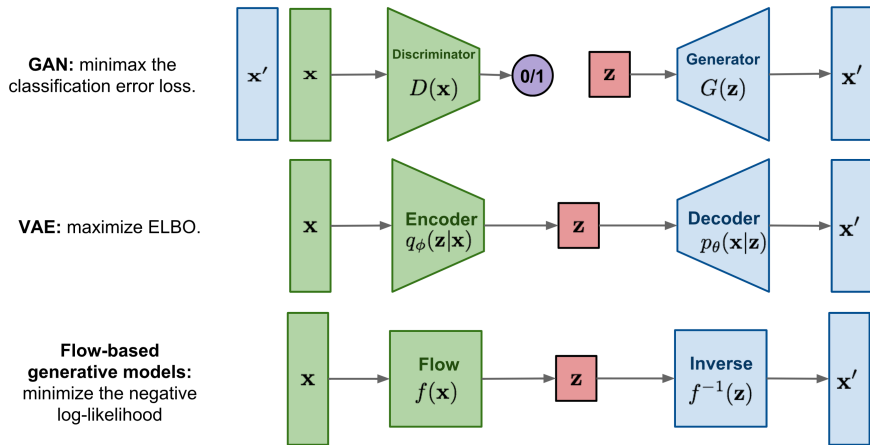 GAN: minimax the
classification error loss.
x′
x
Discriminator
D(x)
0/1
z
Generator
G(z)
x′
VAE: maximize ELBO.
x
Encoder
qϕ(z|x)
z
Decoder
pθ(x|z)
x′
Flow-based
generative models:
minimize the negative
log-likelihood
x
Flow
f(x)
z
Inverse
f⁻¹(z)
x′